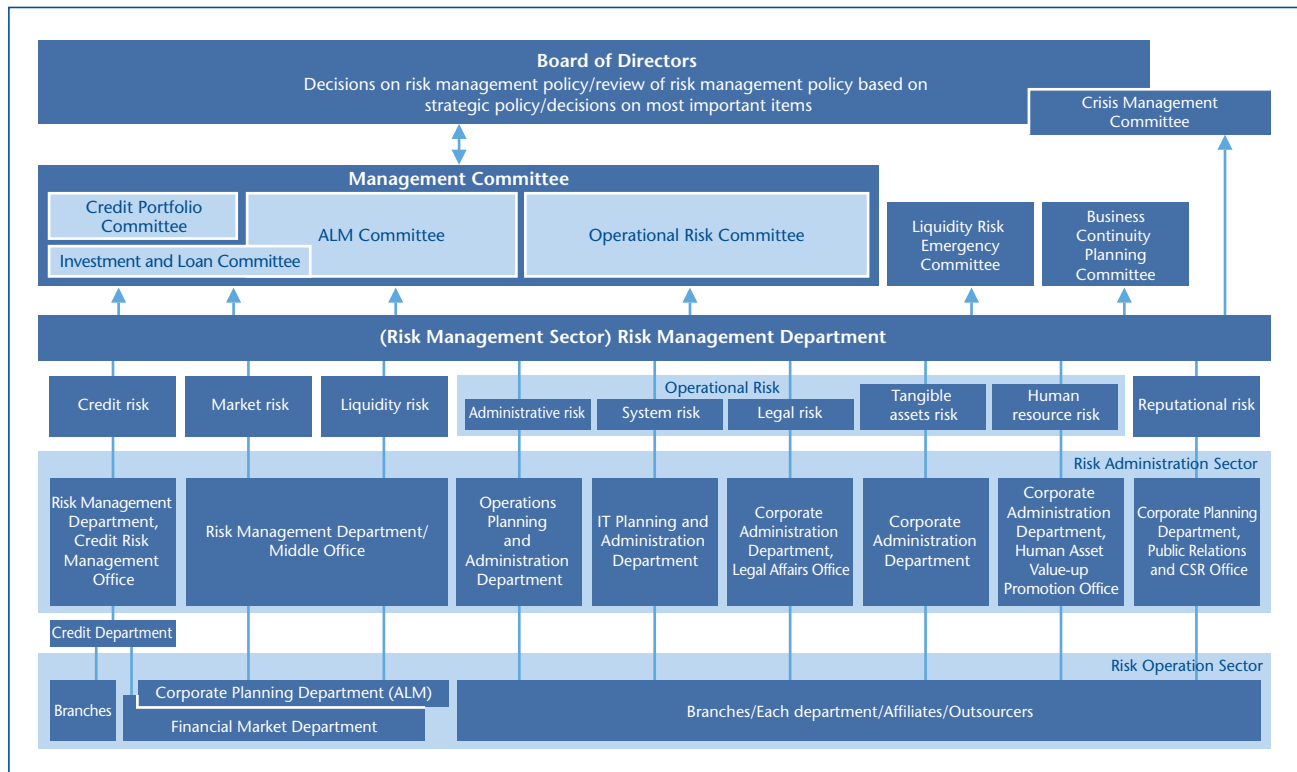 Board of Directors
Decisions on risk management policy/review of risk management policy based on
strategic policy/decisions on most important items
Crisis Management
Committee
Management Committee
Credit Portfolio
Committee
ALM Committee
Operational Risk Committee
Investment and Loan Committee
Liquidity Risk
Emergency
Committee
Business
Continuity
Planning
Committee
(Risk Management Sector) Risk Management Department
Credit risk
Market risk
Liquidity risk
Operational Risk
Administrative risk
System risk
Legal risk
Tangible
assets risk
Human
resource risk
Reputational risk
Risk Administration Sector
Risk Management
Department,
Credit Risk
Management
Office
Risk Management Department/
Middle Office
Operations
Planning
and
Administration
Department
IT Planning and
Administration
Department
Corporate
Administration
Department,
Legal Affairs Office
Corporate
Administration
Department
Corporate
Administration
Department,
Human Asset
Value-up
Promotion Office
Corporate Planning
Department,
Public Relations
and CSR Office
Credit Department
Risk Operation Sector
Branches
Corporate Planning Department (ALM)
Financial Market Department
Branches/Each department/Affiliates/Outsourcers